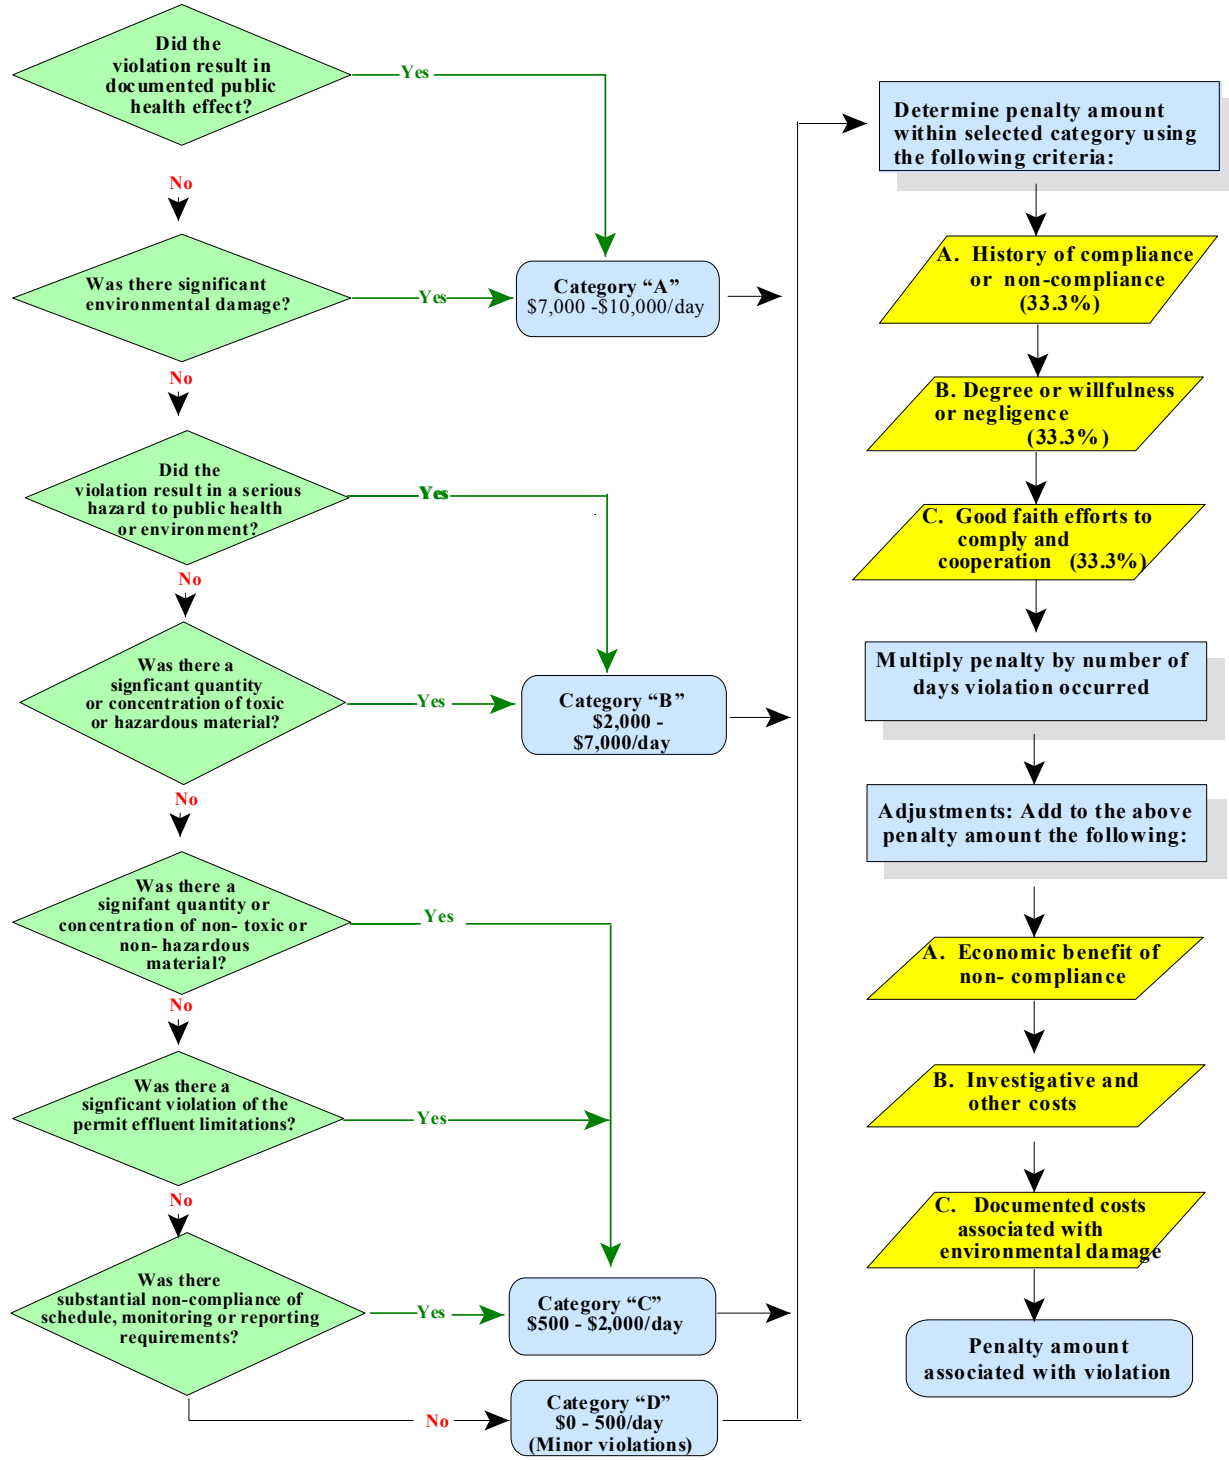 Did the
violation result in
documented public
health effect?
Yes
No
Was there significant
environmental damage?
Yes
Category “A”
$7,000 -$10,000/day
No
Did the
violation result in a serious
hazard to public health
or environment?
Yes
No
Was there a
signficant quantity
or concentration of toxic
or hazardous material?
Yes
Category “B”
$2,000 -
$7,000/day
No
Was there a
signifant quantity or
concentration of non- toxic or
non- hazardous
material?
Yes
No
Was there a
signficant violation of the
permit effluent limitations?
Yes
No
Was there
substantial non-compliance of
schedule, monitoring or reporting
requirements?
Yes
Category “C”
$500 - $2,000/day
No
Category “D”
$0 - 500/day
(Minor violations)
Determine penalty amount
within selected category using
the following criteria:
A. History of compliance
or non-compliance
(33.3%)
B. Degree or willfulness
or negligence
(33.3%)
C. Good faith efforts to
comply and
cooperation (33.3%)
Multiply penalty by number of
days violation occurred
Adjustments: Add to the above
penalty amount the following:
A. Economic benefit of
non- compliance
B. Investigative and
other costs
C. Documented costs
associated with
environmental damage
Penalty amount
associated with violation